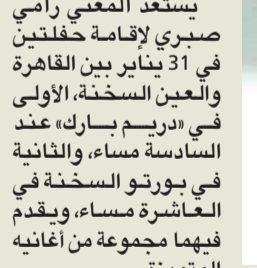 يستعد المغني رامي
صبري لإقامة حفلتين
في 31 يناير بين القاهرة
والعين السخنة، الأولى
في «دريم بارك» عند
السادسة مساء، والثانية
في بورتو السخنة في
العاشرة مساء، ويقدم
فيهما مجموعة من أغانيه